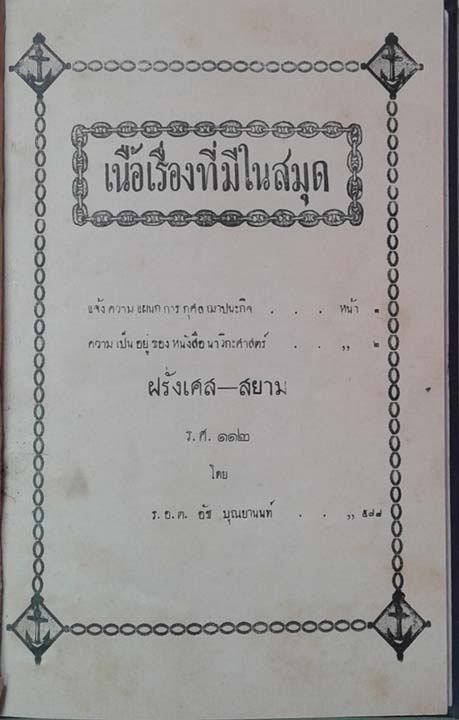 เนื้อเรื่องที่มีในสมุด
แจ้ง ความ แผนก การ กุศล ฌาปนะกิจ . . . หน้า ๑
ความ เป็น อยู่ ของ หนังสือ นาวิกะศาสตร์ . . ,, ๒
ฝรั่งเศส—สยาม
ร.ศ. ๑๑๒
โดย
ร.อ.ต. อัช บุณยานนท์ . . ,, ๕๘๗